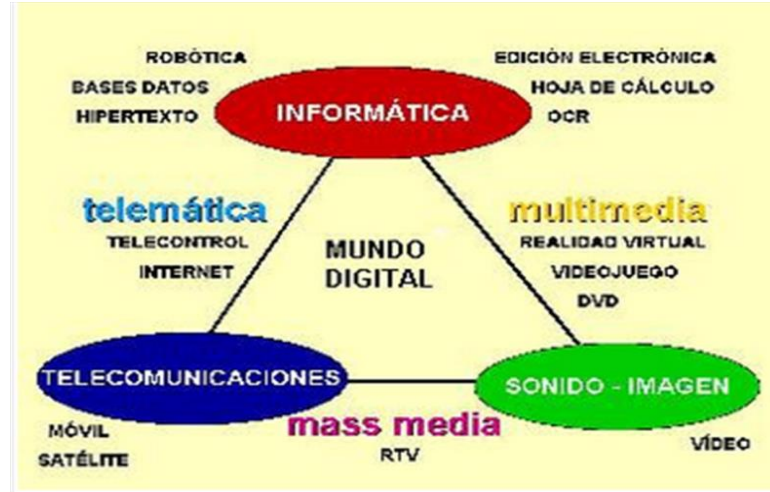 ROBÓTICA
BASES DATOS
HIPERTEXTO
INFORMÁTICA
EDICIÓN ELECTRÓNICA
HOJA DE CÁLCULO
OCR
telemática
TELECONTROL
INTERNET
MUNDO
DIGITAL
multimedia
REALIDAD VIRTUAL
VIDEOJUEGO
DVD
TELECOMUNICACIONES
MÓVIL
SATÉLITE
mass media
RTV
SONIDO - IMAGEN
VÍDEO